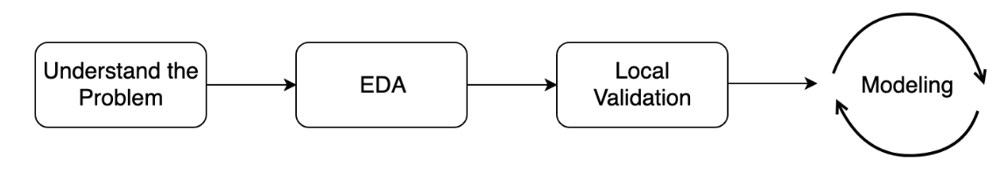 Understand the
Problem
EDA
Local
Validation
Modeling